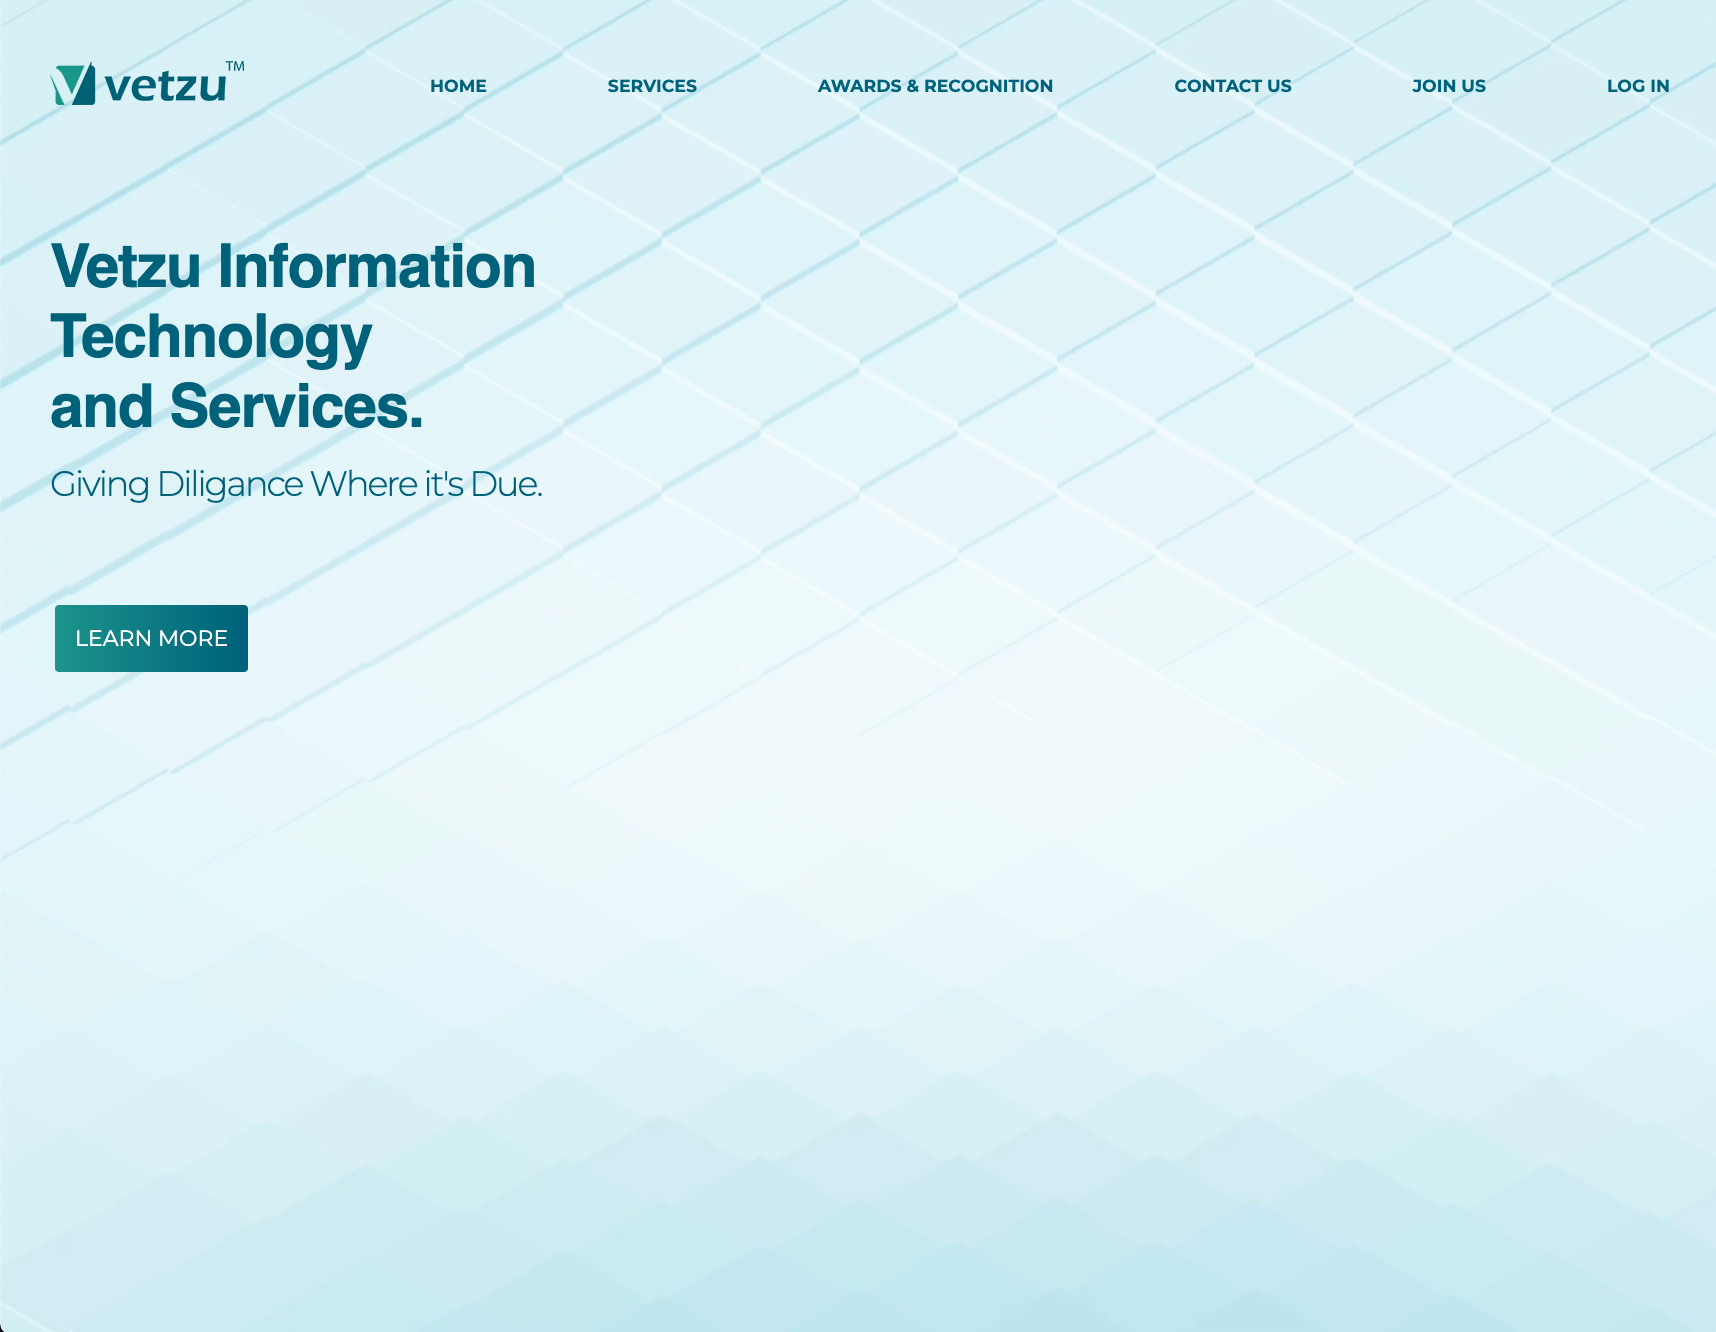 vetzu™
HOME SERVICES AWARDS & RECOGNITION CONTACT US JOIN US LOG IN
Vetzu Information
Technology
and Services.
Giving Diligance Where it's Due.
LEARN MORE